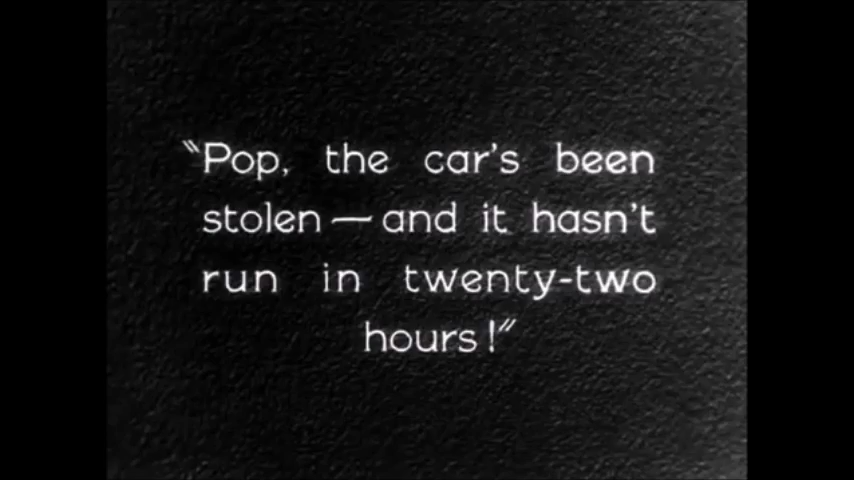 "Pop, the car's been
stolen — and it hasn't
run in twenty-two
hours!"